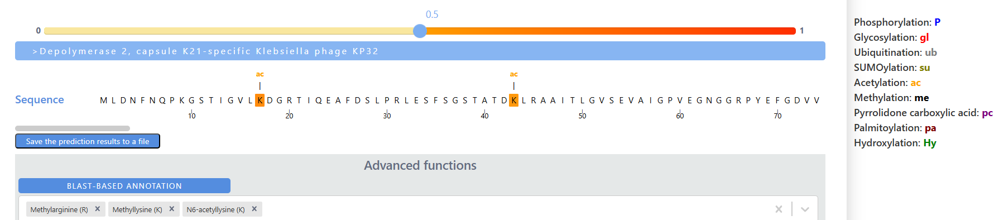 0.5
0 1
>Depolymerase 2, capsule K21-specific Klebsiella phage KP32
ac ac
Sequence M L D N F N Q P K G S T I G V L K D G R T I Q E A F D S L P R L E S F S G S T A T D K L R A A I T L G V S E V A I G P V E G N G G R P Y E F G D V V
10 20 30 40 50 60 70
Save the prediction results to a file
Advanced functions
BLAST-BASED ANNOTATION
Methylarginine (R) Methyllysine (K) N6-acetyllysine (K)
Phosphorylation: P
Glycosylation: gl
Ubiquitination: ub
SUMOylation: su
Acetylation: ac
Methylation: me
Pyrrolidone carboxylic acid: pc
Palmitoylation: pa
Hydroxylation: Hy